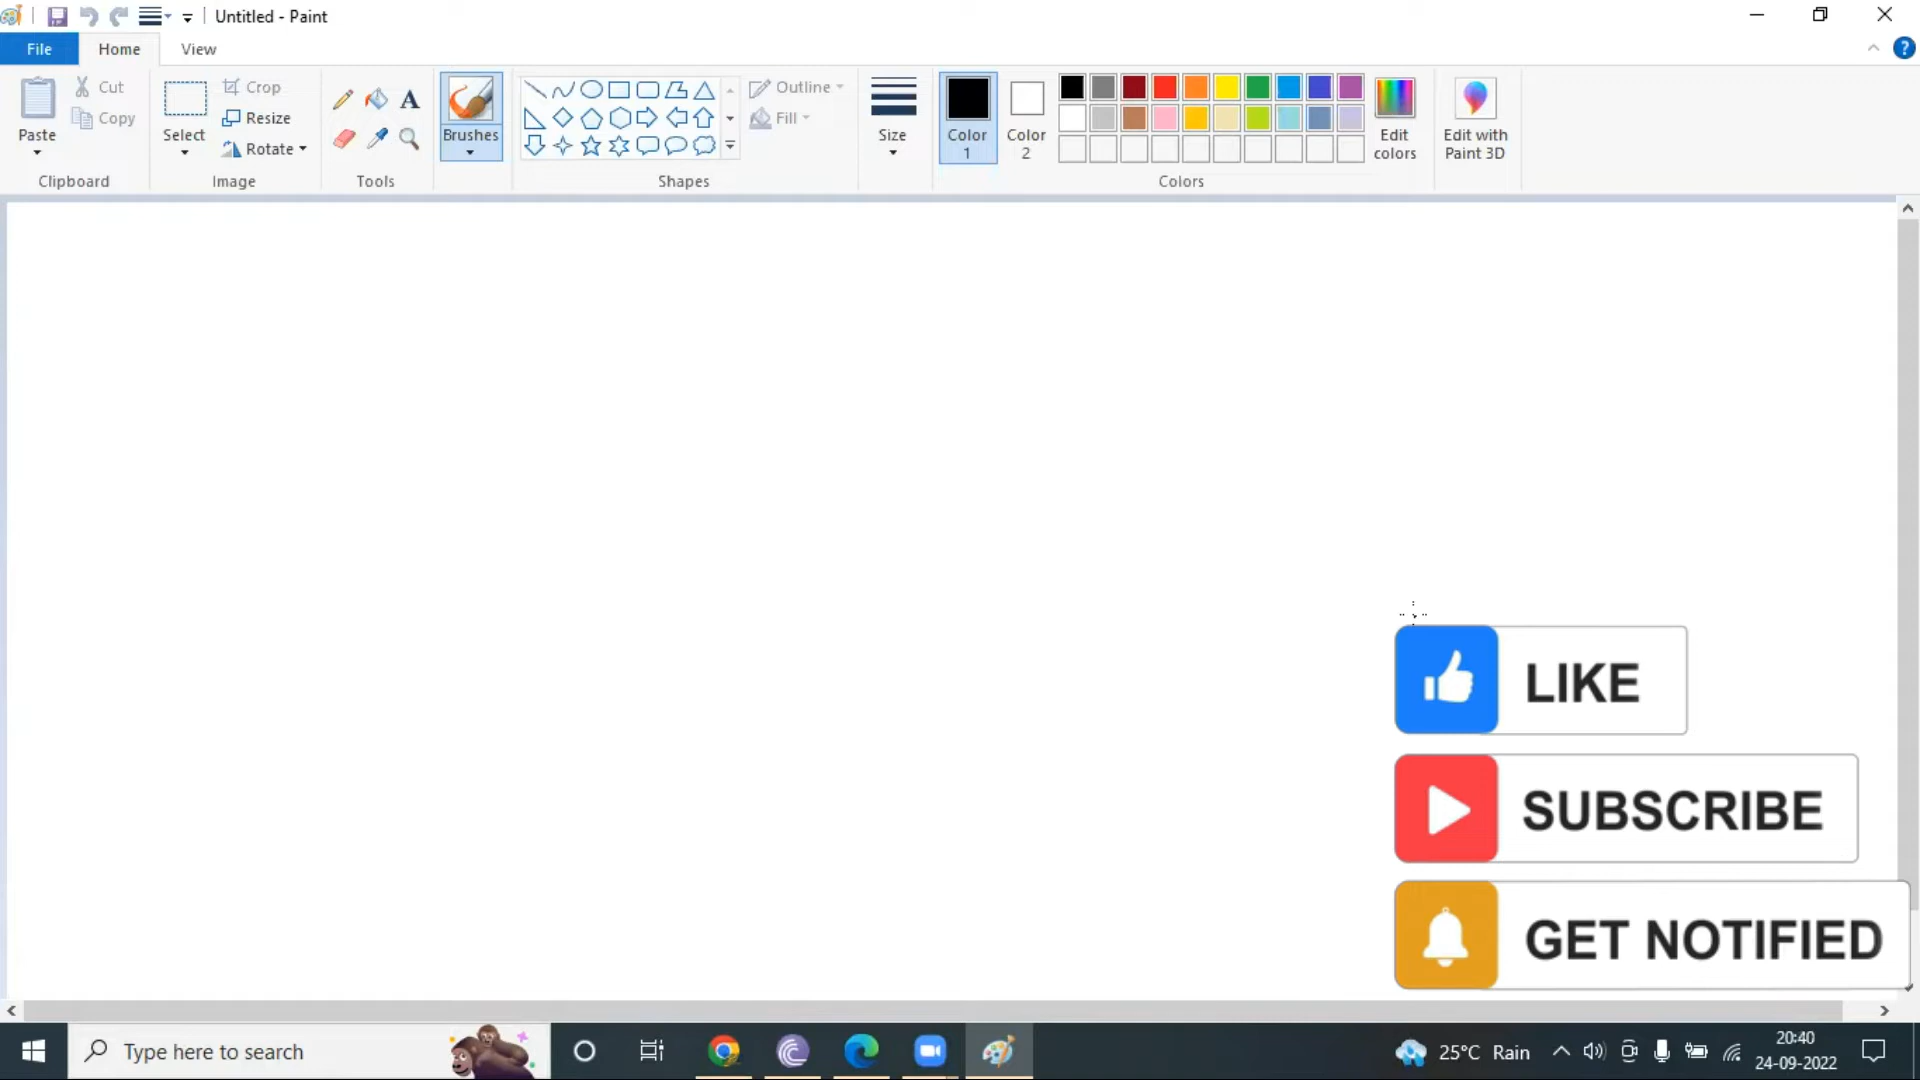 Untitled - Paint
File Home View
Paste
Cut
Copy
Clipboard
Select
Crop
Resize
Rotate
Image
A
Tools
Brushes
Shapes
Outline
Fill
Size
Color 1
Color 2
Edit colors
Colors
Edit with Paint 3D
?
LIKE
SUBSCRIBE
GET NOTIFIED
Type here to search
25°C Rain
20:40
24-09-2022